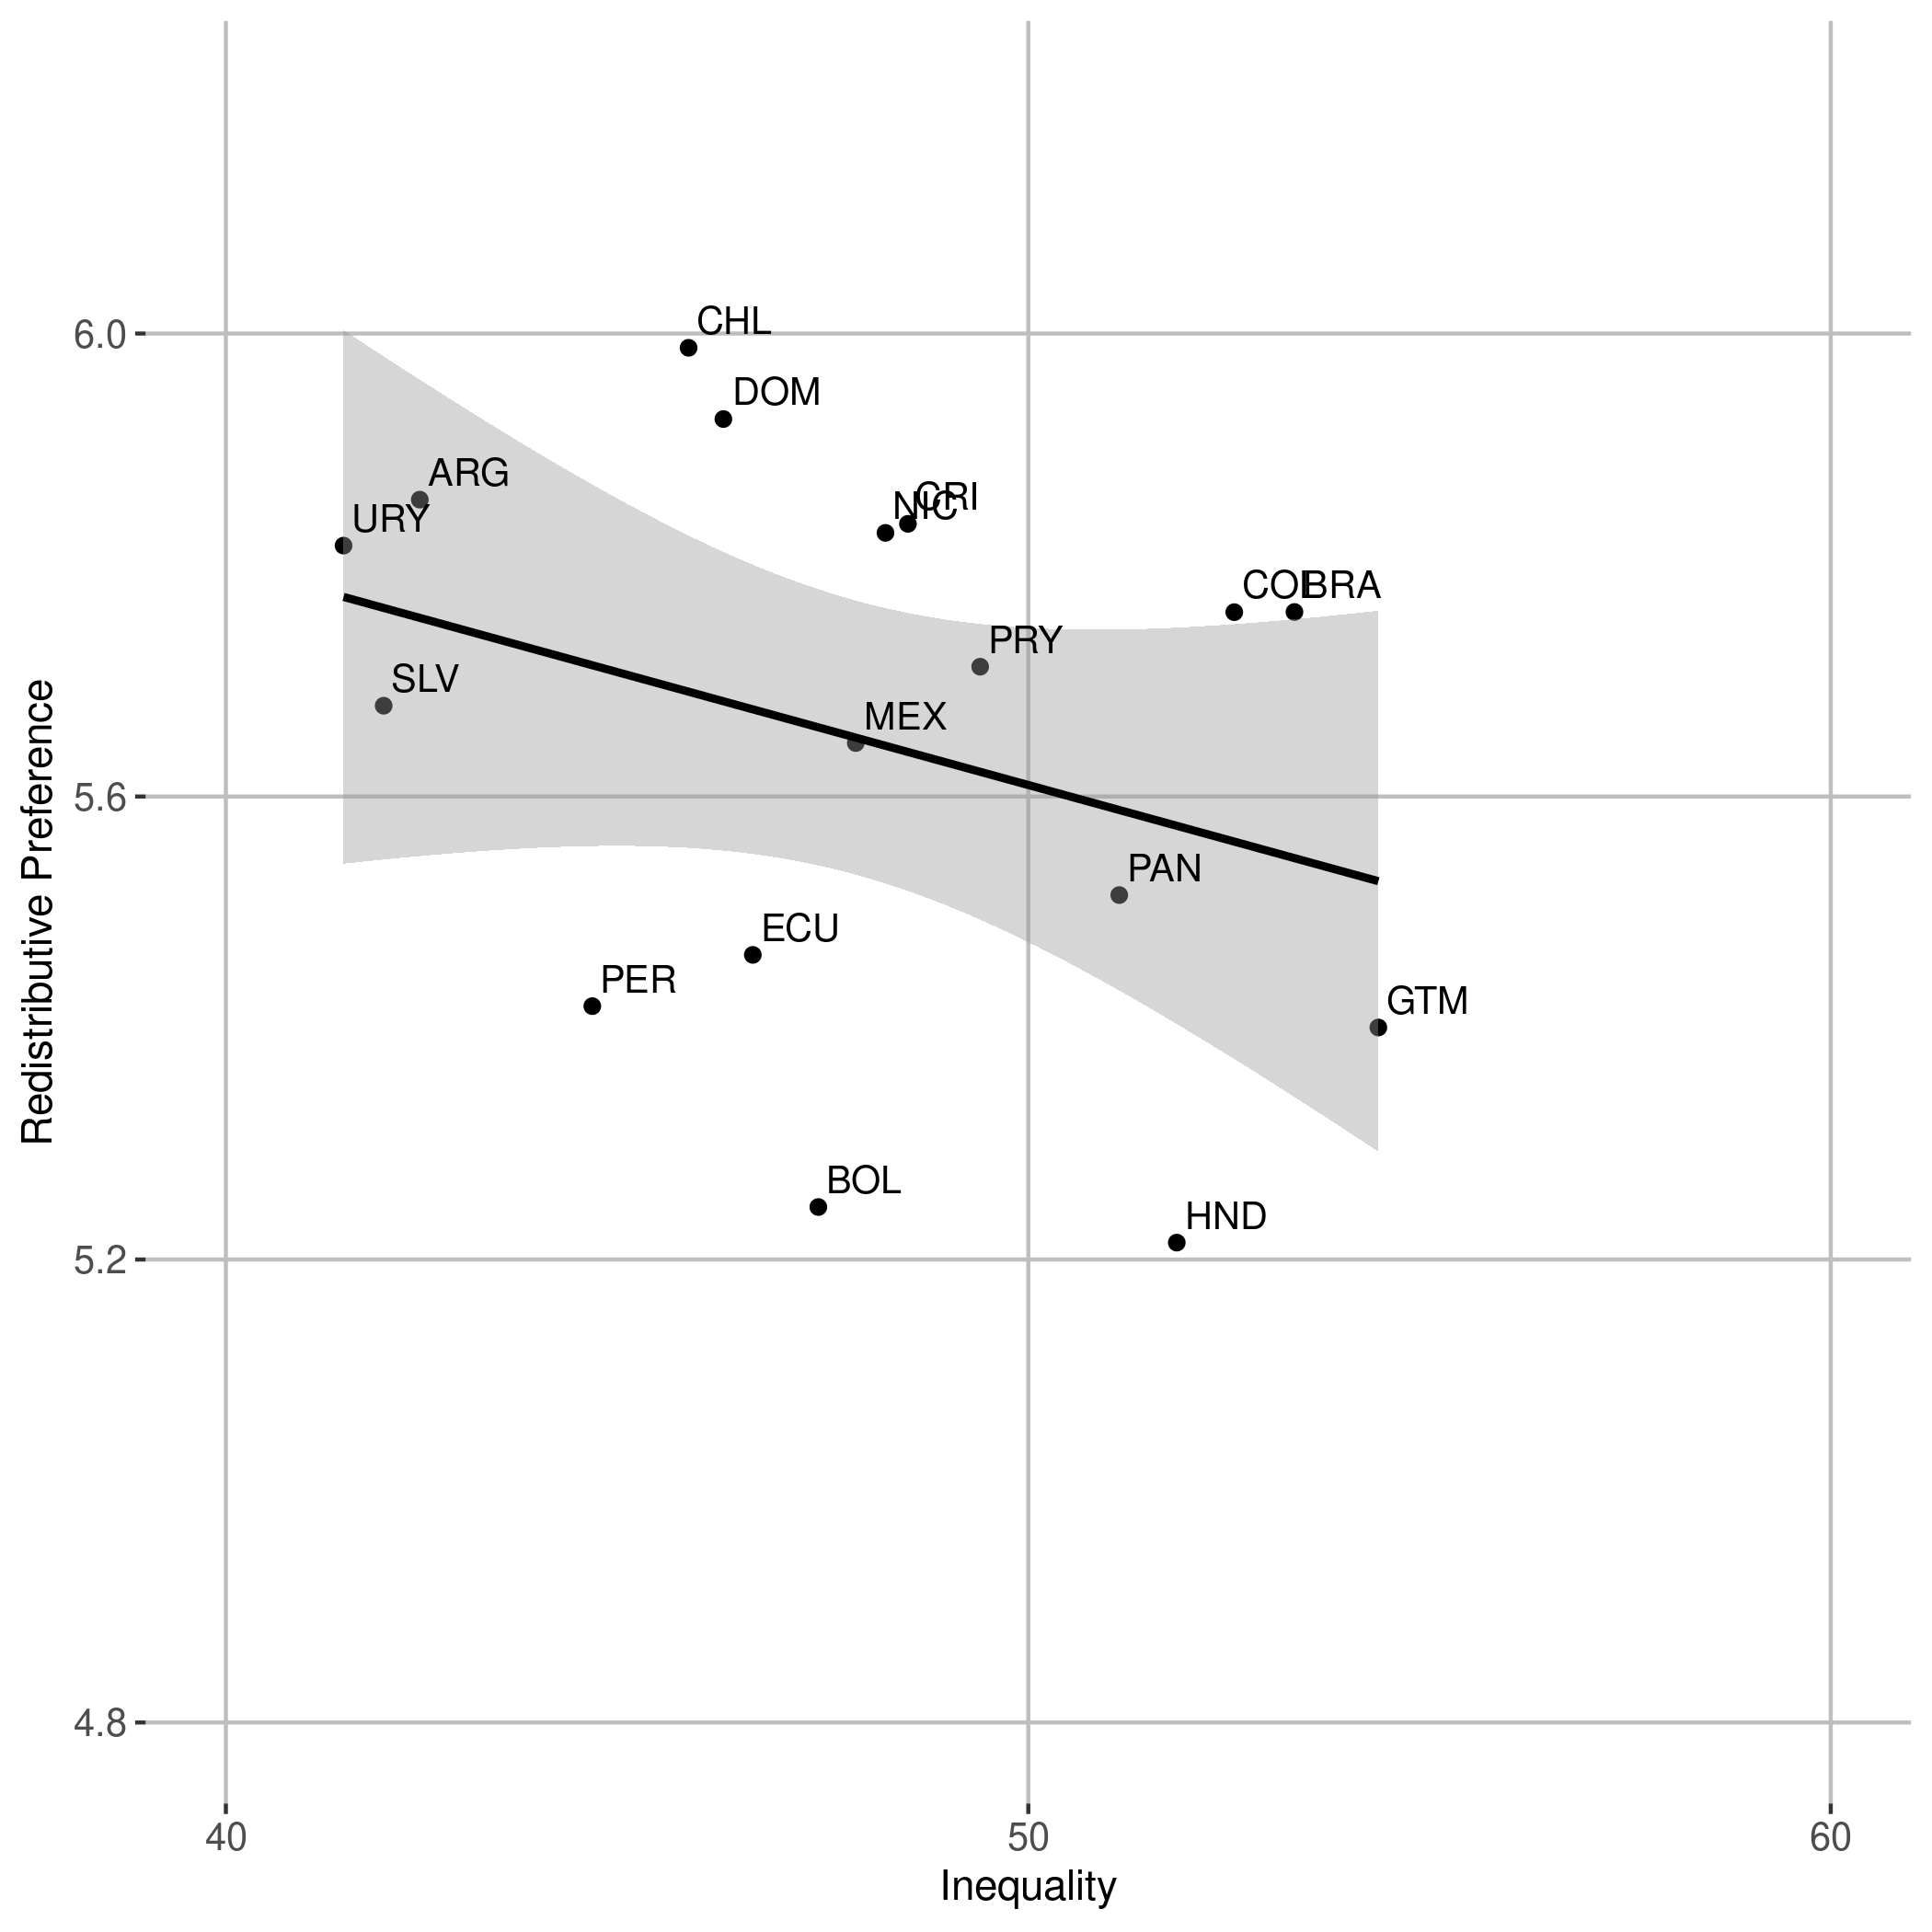 6.0
5.6
5.2
4.8
Redistributive Preference
CHL
DOM
ARG
CRI
NIC
URY
COL
BRA
PRY
SLV
MEX
PAN
ECU
PER
GTM
BOL
HND
40
50
60
Inequality